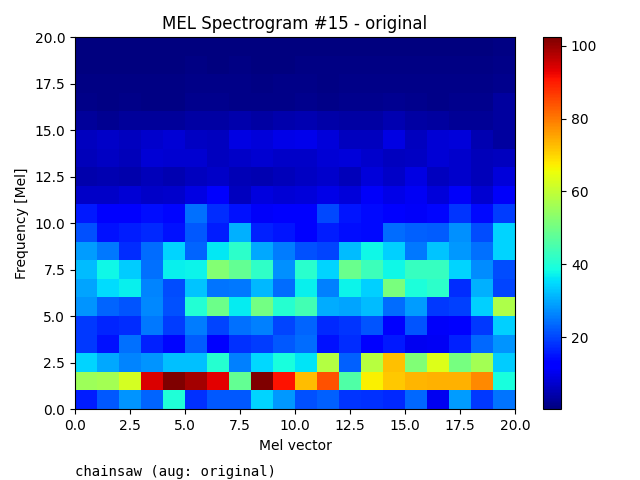 MEL Spectrogram #15 - original
20.0
17.5
15.0
12.5
10.0
7.5
5.0
2.5
0.0
Frequency [Mel]
0.0 2.5 5.0 7.5 10.0 12.5 15.0 17.5 20.0
Mel vector
100
80
60
40
20
chainsaw (aug: original)